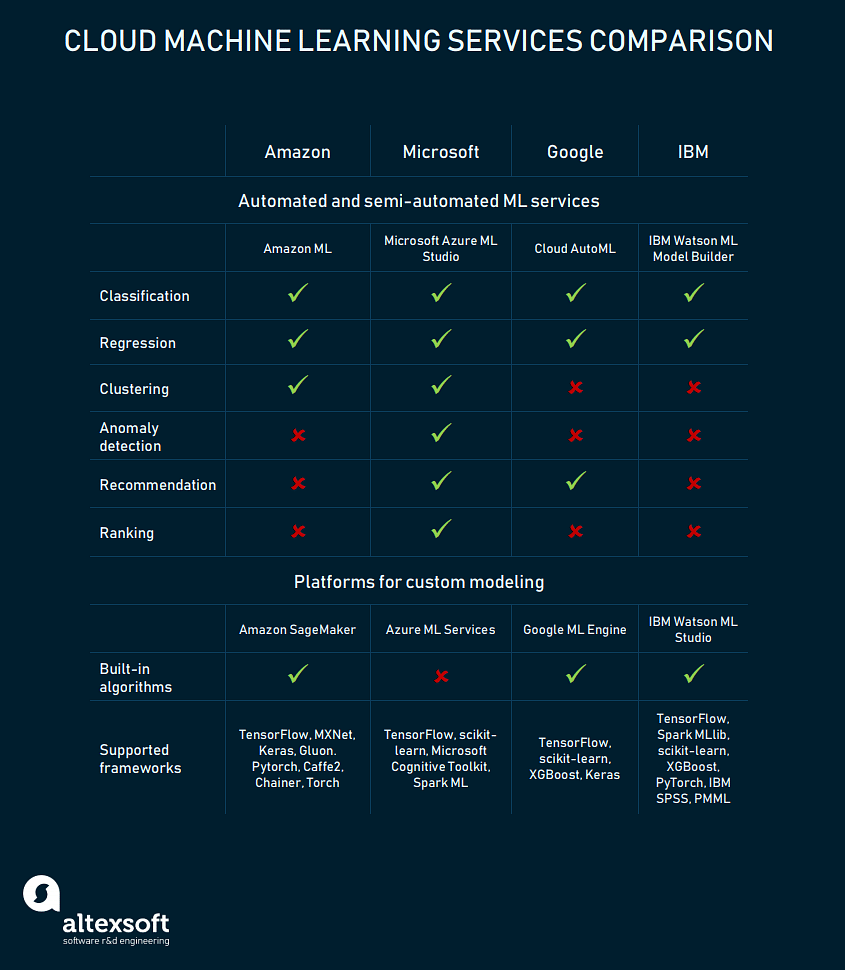 CLOUD MACHINE LEARNING SERVICES COMPARISON
Amazon Microsoft Google IBM
Automated and semi-automated ML services
Amazon ML
Microsoft Azure ML
Studio
Cloud AutoML
IBM Watson ML
Model Builder
Classification
Regression
Clustering
Anomaly
detection
Recommendation
Ranking
Platforms for custom modeling
Amazon SageMaker
Azure ML Services
Google ML Engine
IBM Watson ML
Studio
Built-in
algorithms
Supported
frameworks
TensorFlow, MXNet,
Keras, Gluon.
Pytorch, Caffe2,
Chainer, Torch
TensorFlow, scikit-
learn, Microsoft
Cognitive Toolkit,
Spark ML
TensorFlow,
scikit-learn,
XGBoost, Keras
TensorFlow,
Spark MLlib,
scikit-learn,
XGBoost,
PyTorch, IBM
SPSS, PMML
altexsoft
software r&d engineering